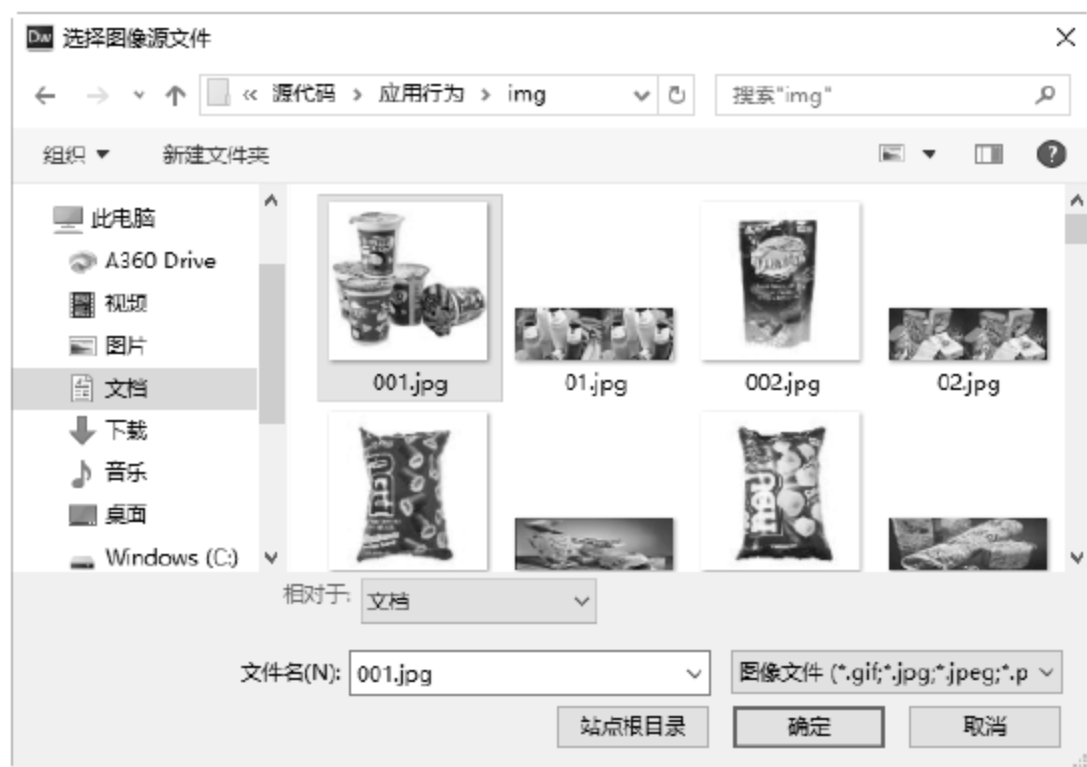 Dw 选择图像源文件
« 源代码 › 应用行为 › img
搜索"img"
组织 新建文件夹
此电脑
A360 Drive
视频
图片
文档
下载
音乐
桌面
Windows (C:)
001.jpg 01.jpg 002.jpg 02.jpg
相对于: 文档
文件名(N): 001.jpg 图像文件 (*.gif;*.jpg;*.jpeg;*.p
站点根目录 确定 取消